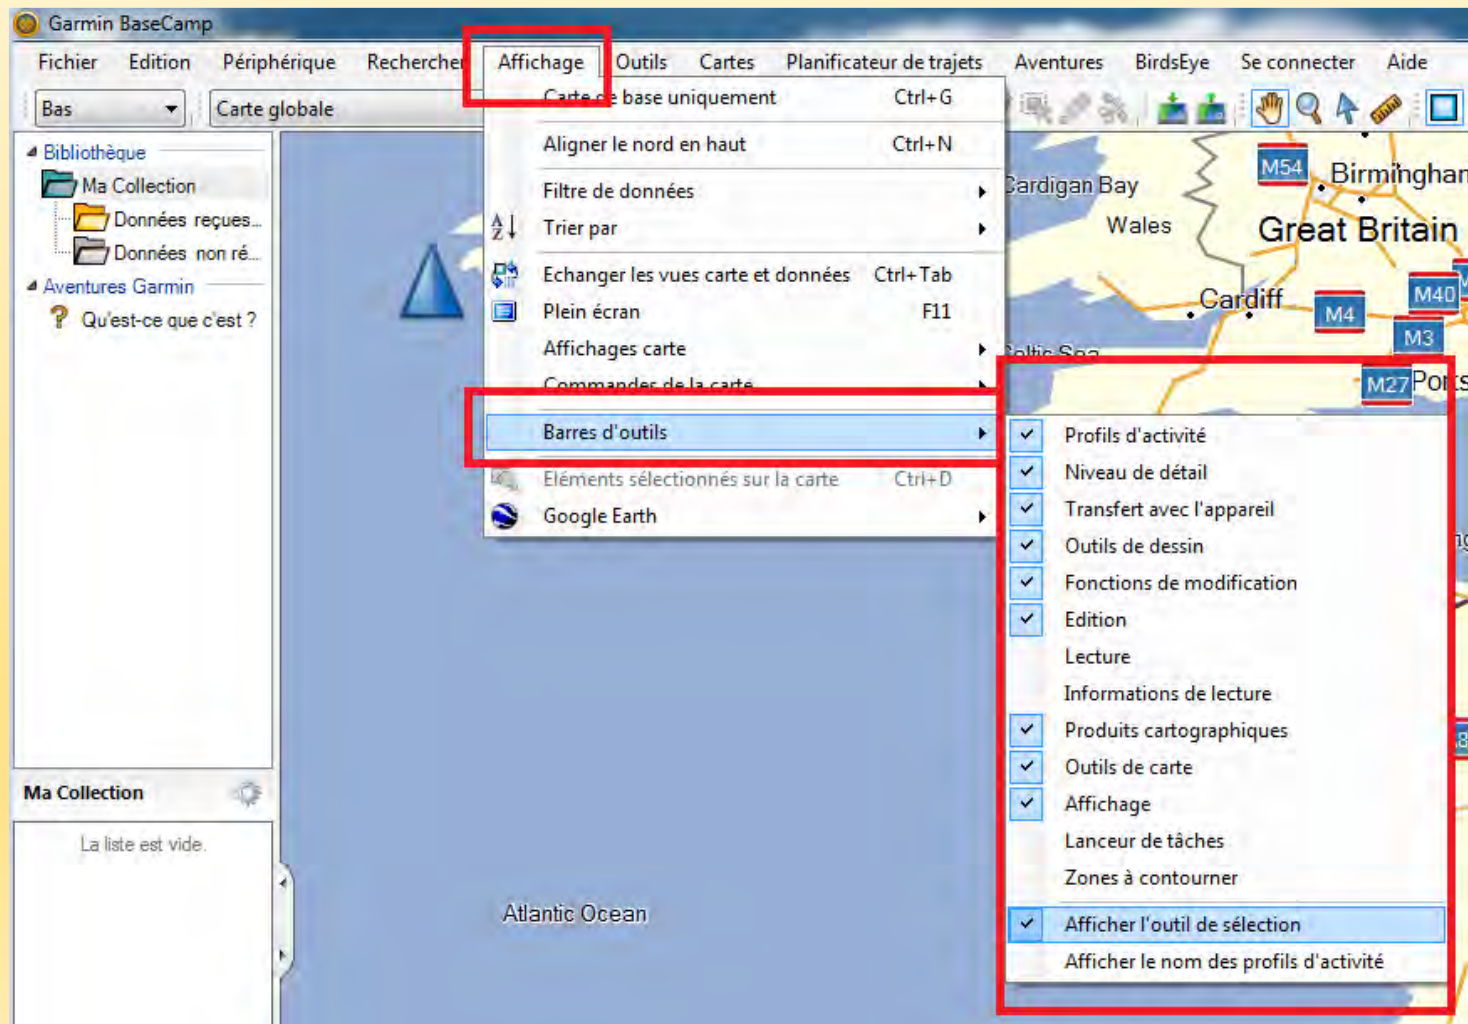 Garmin BaseCamp
Fichier Edition Périphérique Rechercher Affichage Outils Cartes Planificateur de trajets Aventures BirdsEye Se connecter Aide
Bas Carte globale
Bibliothèque
Ma Collection
Données reçues...
Données non ré...
Aventures Garmin
? Qu'est-ce que c'est ?
Ma Collection
La liste est vide.
Carte de base uniquement Ctrl+G
Aligner le nord en haut Ctrl+N
Filtre de données
Trier par
Echanger les vues carte et données Ctrl+Tab
Plein écran F11
Affichages carte
Commandes de la carte
Barres d'outils
Eléments sélectionnés sur la carte Ctrl+D
Google Earth
Profils d'activité
Niveau de détail
Transfert avec l'appareil
Outils de dessin
Fonctions de modification
Edition
Lecture
Informations de lecture
Produits cartographiques
Outils de carte
Affichage
Lanceur de tâches
Zones à contourner
Afficher l'outil de sélection
Afficher le nom des profils d'activité
Cardigan Bay
Wales
M54
Birmingham
Great Britain
Cardiff
M4
M40
M3
Celtic Sea
M27
Ports
Atlantic Ocean